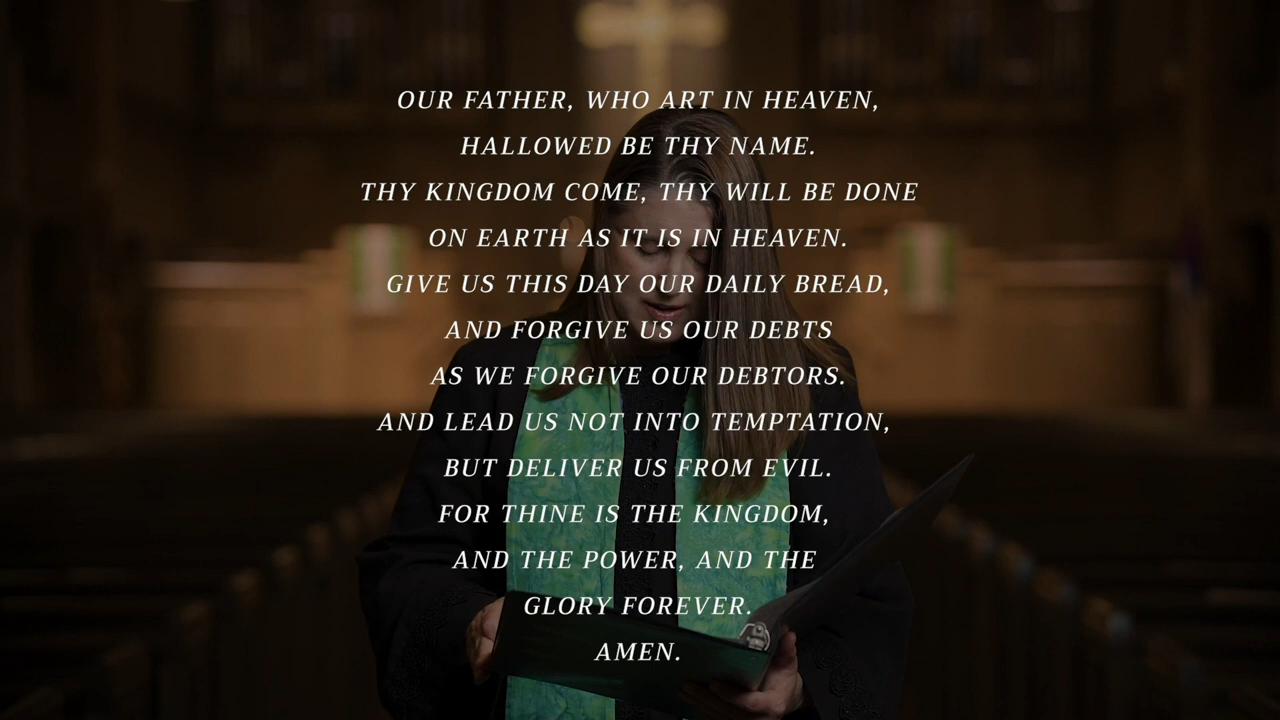 OUR FATHER, WHO ART IN HEAVEN,
HALLOWED BE THY NAME.
THY KINGDOM COME, THY WILL BE DONE
ON EARTH AS IT IS IN HEAVEN.
GIVE US THIS DAY OUR DAILY BREAD,
AND FORGIVE US OUR DEBTS
AS WE FORGIVE OUR DEBTORS.
AND LEAD US NOT INTO TEMPTATION,
BUT DELIVER US FROM EVIL.
FOR THINE IS THE KINGDOM,
AND THE POWER, AND THE
GLORY FOREVER.
AMEN.